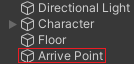 Directional Light
Character
Floor
Arrive Point